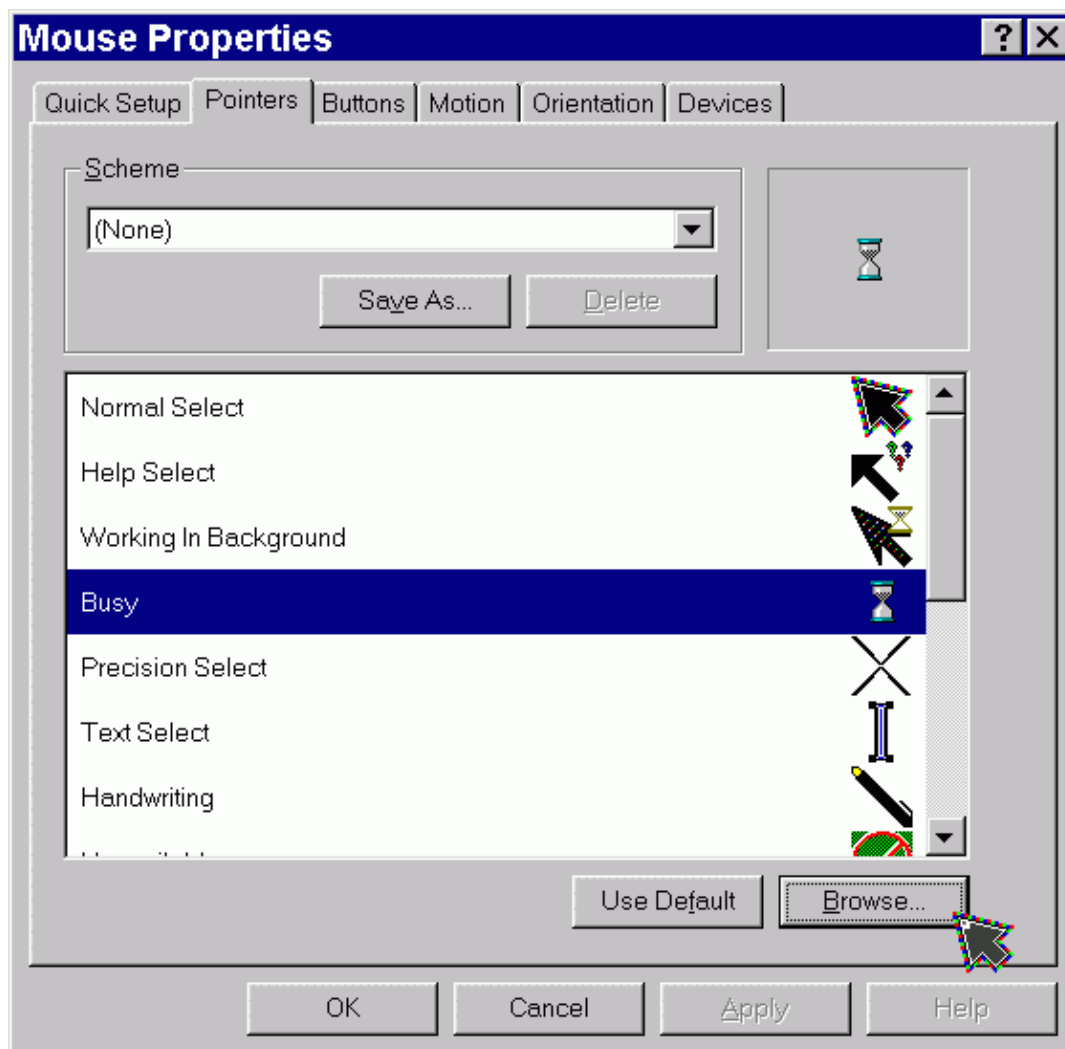 Mouse Properties
Quick Setup Pointers Buttons Motion Orientation Devices
Scheme
(None)
Save As... Delete
Normal Select
Help Select
Working In Background
Busy
Precision Select
Text Select
Handwriting
Use Default Browse...
OK Cancel Apply Help